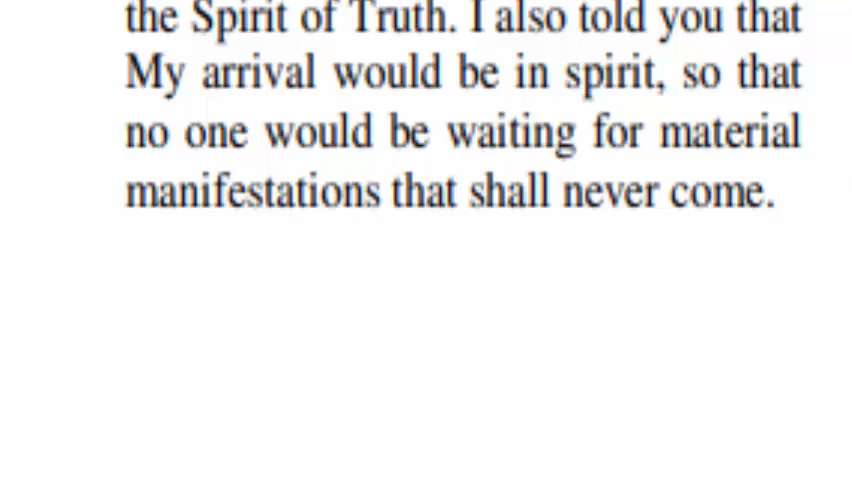 the Spirit of Truth. I also told you that
My arrival would be in spirit, so that
no one would be waiting for material
manifestations that shall never come.